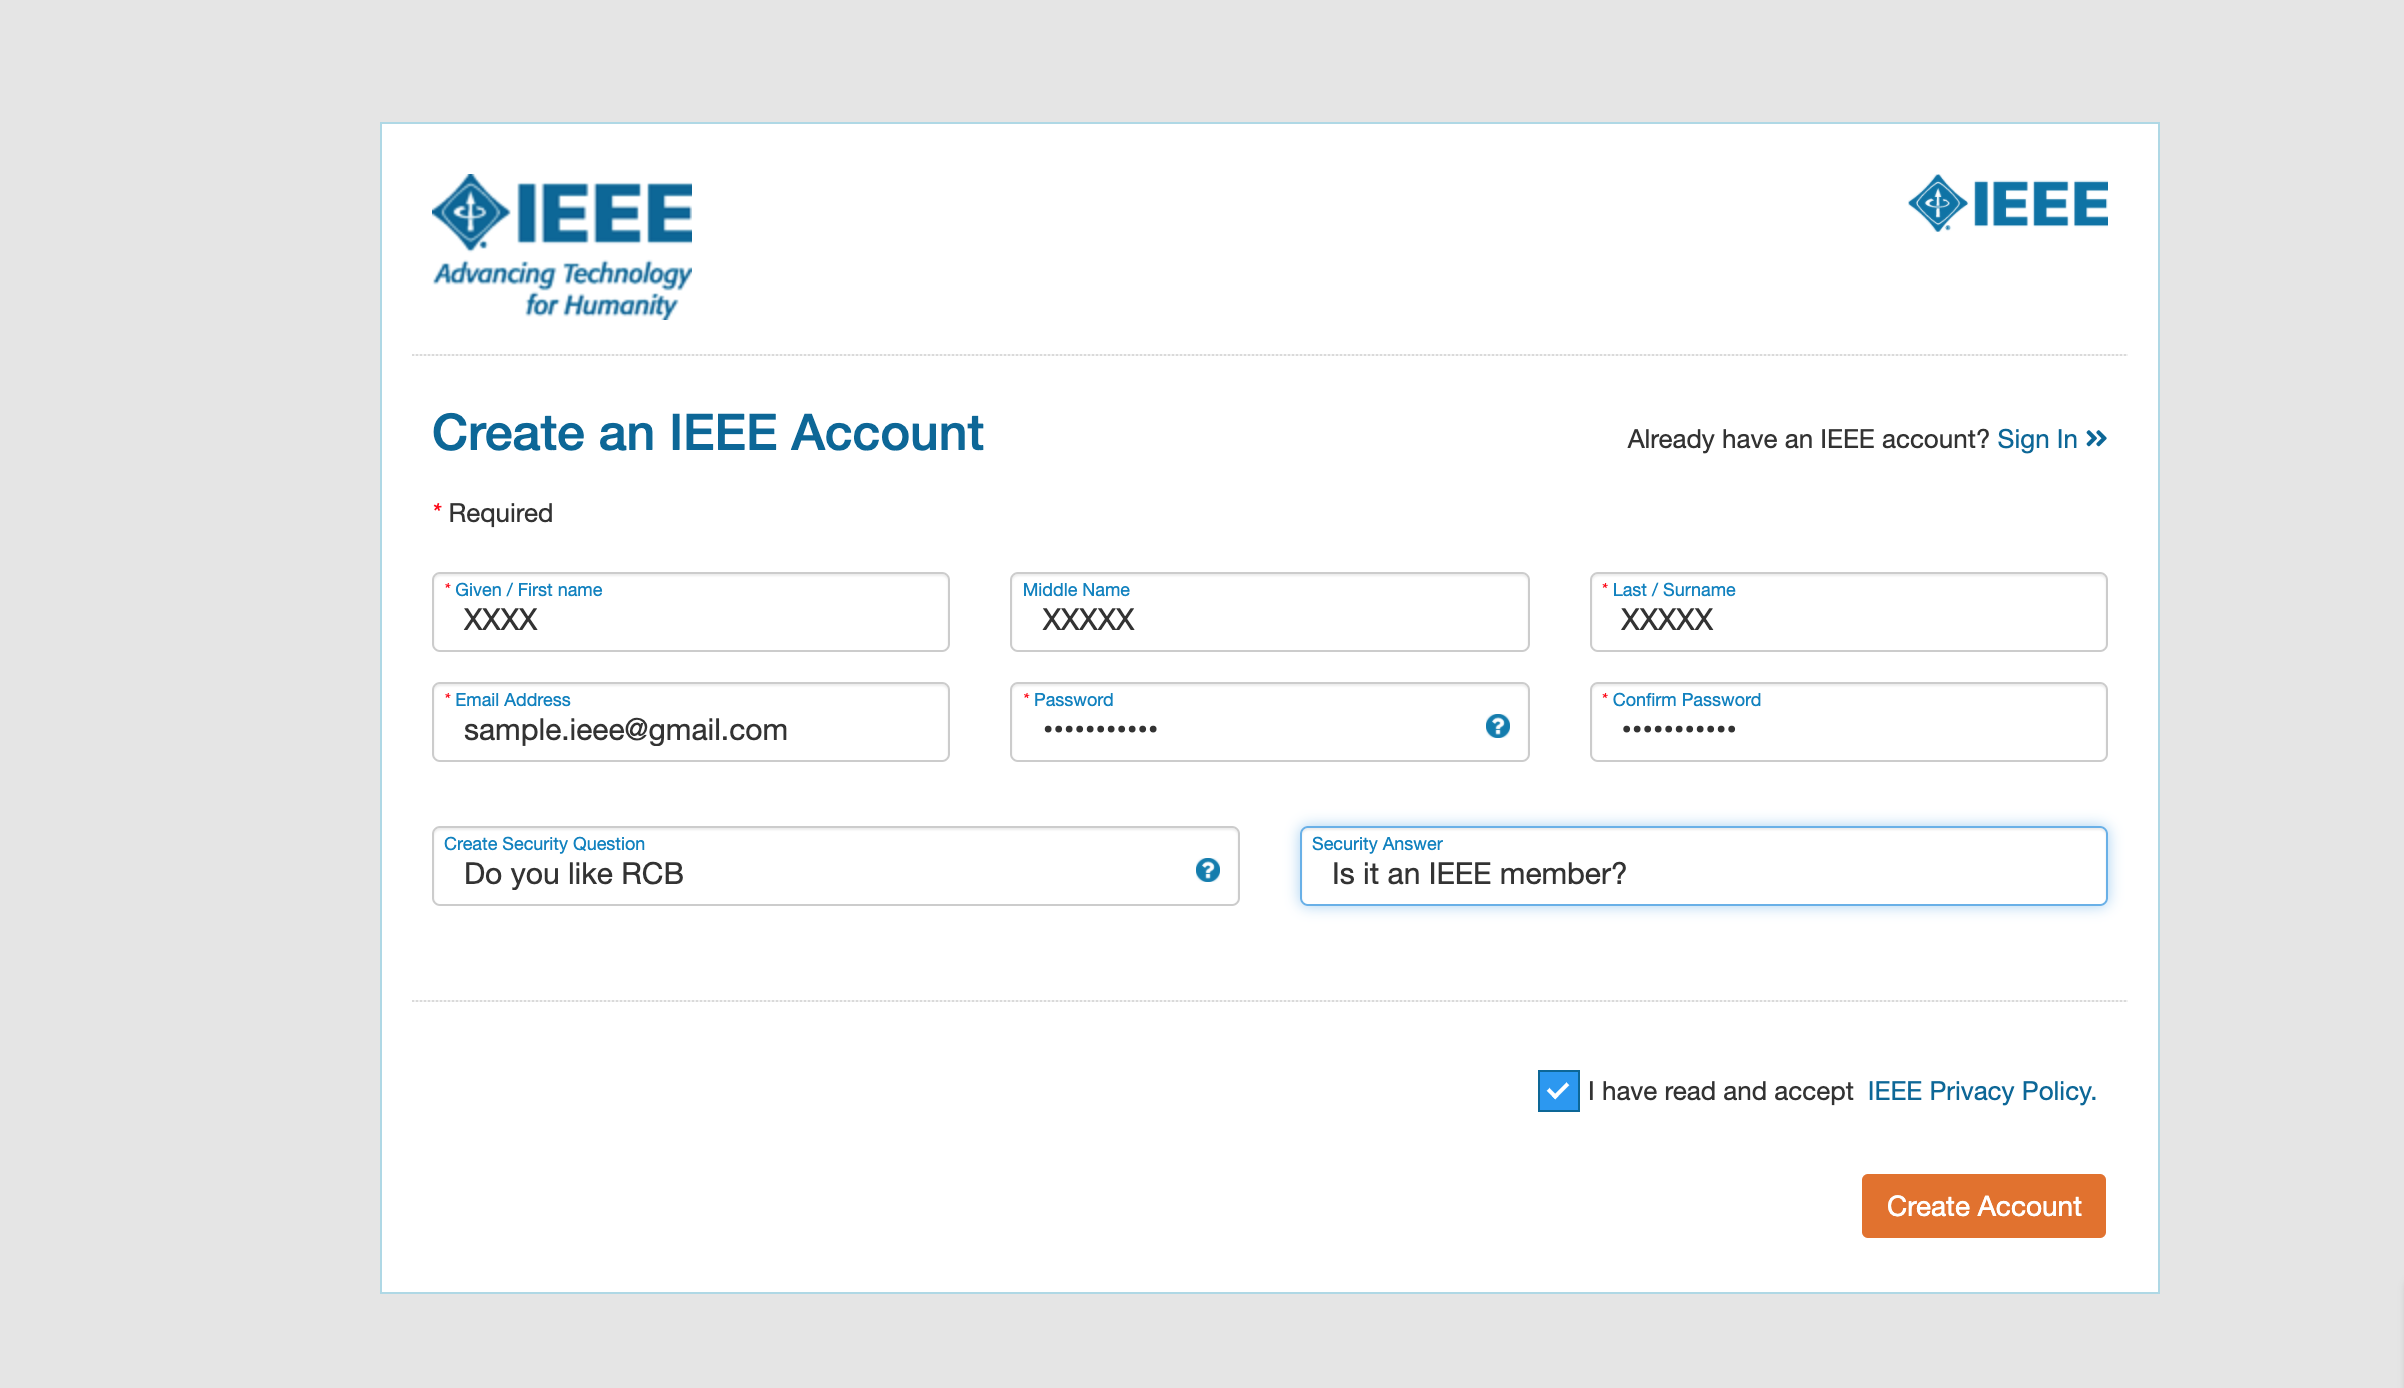 IEEE
Advancing Technology
for Humanity
IEEE
Create an IEEE Account
Already have an IEEE account? Sign In »
* Required
* Given / First name
XXXX
Middle Name
XXXXX
* Last / Surname
XXXXX
* Email Address
sample.ieee@gmail.com
* Password
•••••••••••
?
* Confirm Password
•••••••••••
Create Security Question
Do you like RCB
?
Security Answer
Is it an IEEE member?
I have read and accept IEEE Privacy Policy.
Create Account